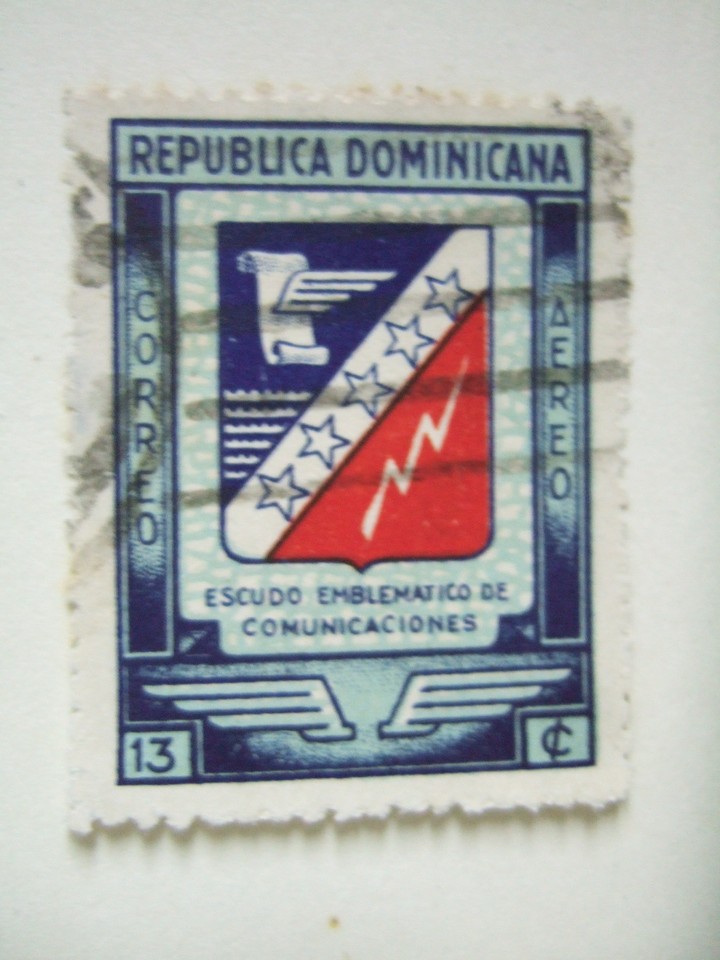 REPUBLICA DOMINICANA
CORREO
AEREO
ESCUDO EMBLEMATICO DE
COMUNICACIONES
13
₵